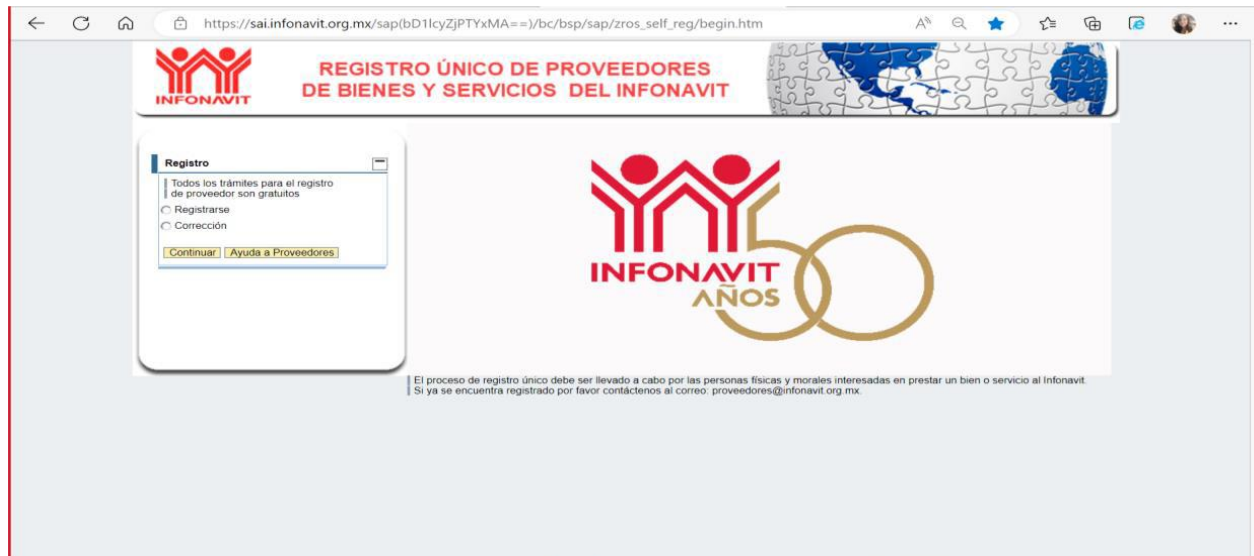 https://sai.infonavit.org.mx/sap(bD1lcyZjPTYxMA==)/bc/bsp/sap/zros_self_reg/begin.htm
INFONAVIT
REGISTRO ÚNICO DE PROVEEDORES
DE BIENES Y SERVICIOS DEL INFONAVIT
Registro
Todos los trámites para el registro
de proveedor son gratuitos
Registrarse
Corrección
Continuar Ayuda a Proveedores
INFONAVIT
AÑOS 50
El proceso de registro único debe ser llevado a cabo por las personas físicas y morales interesadas en prestar un bien o servicio al Infonavit.
Si ya se encuentra registrado por favor contáctenos al correo: proveedores@infonavit.org.mx.